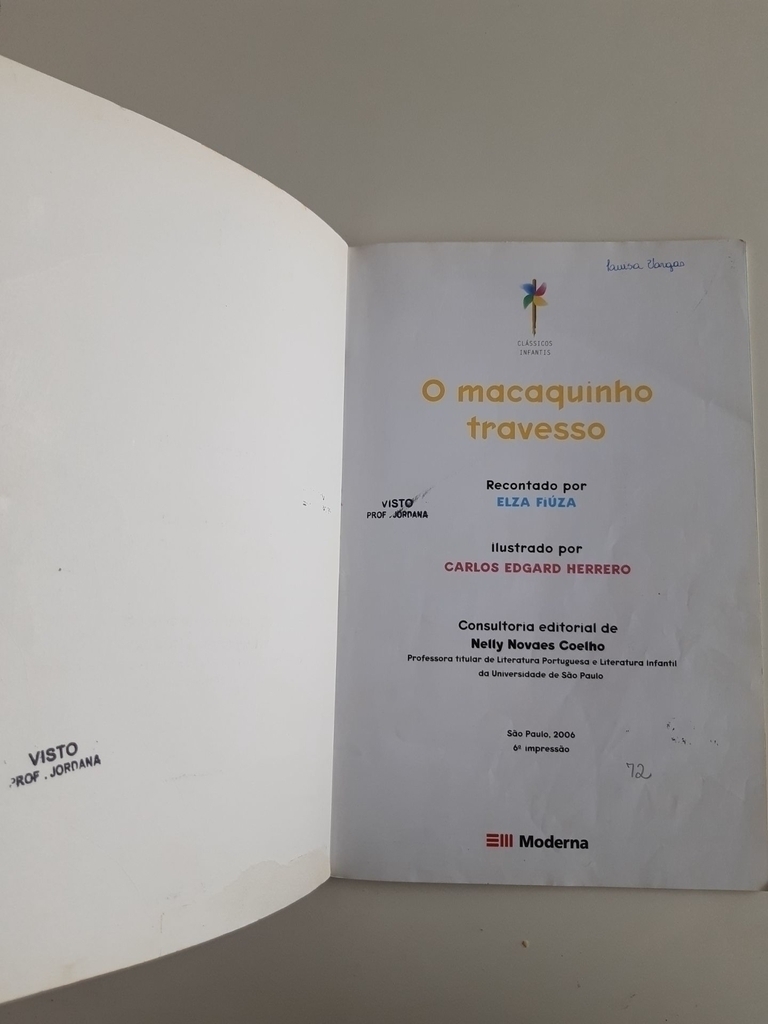 VISTO
PROF. JORDANA
Luisa Vargas
CLÁSSICOS
INFANTIS
O macaquinho
travesso
Recontado por
ELZA FIÚZA
VISTO
PROF. JORDANA
Ilustrado por
CARLOS EDGARD HERRERO
Consultoria editorial de
Nelly Novaes Coelho
Professora titular de Literatura Portuguesa e Literatura Infantil
da Universidade de São Paulo
São Paulo, 2006
6ª impressão
72
Moderna